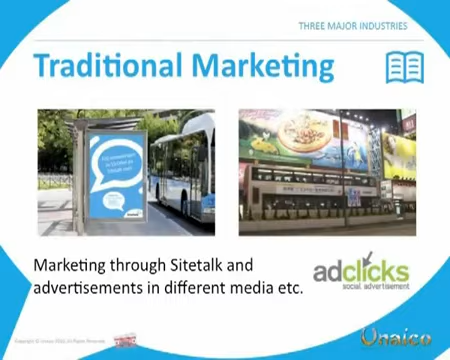 THREE MAJOR INDUSTRIES
Traditional Marketing
Marketing through Sitetalk and
advertisements in different media etc.
adclicks
social advertisement
Unaico